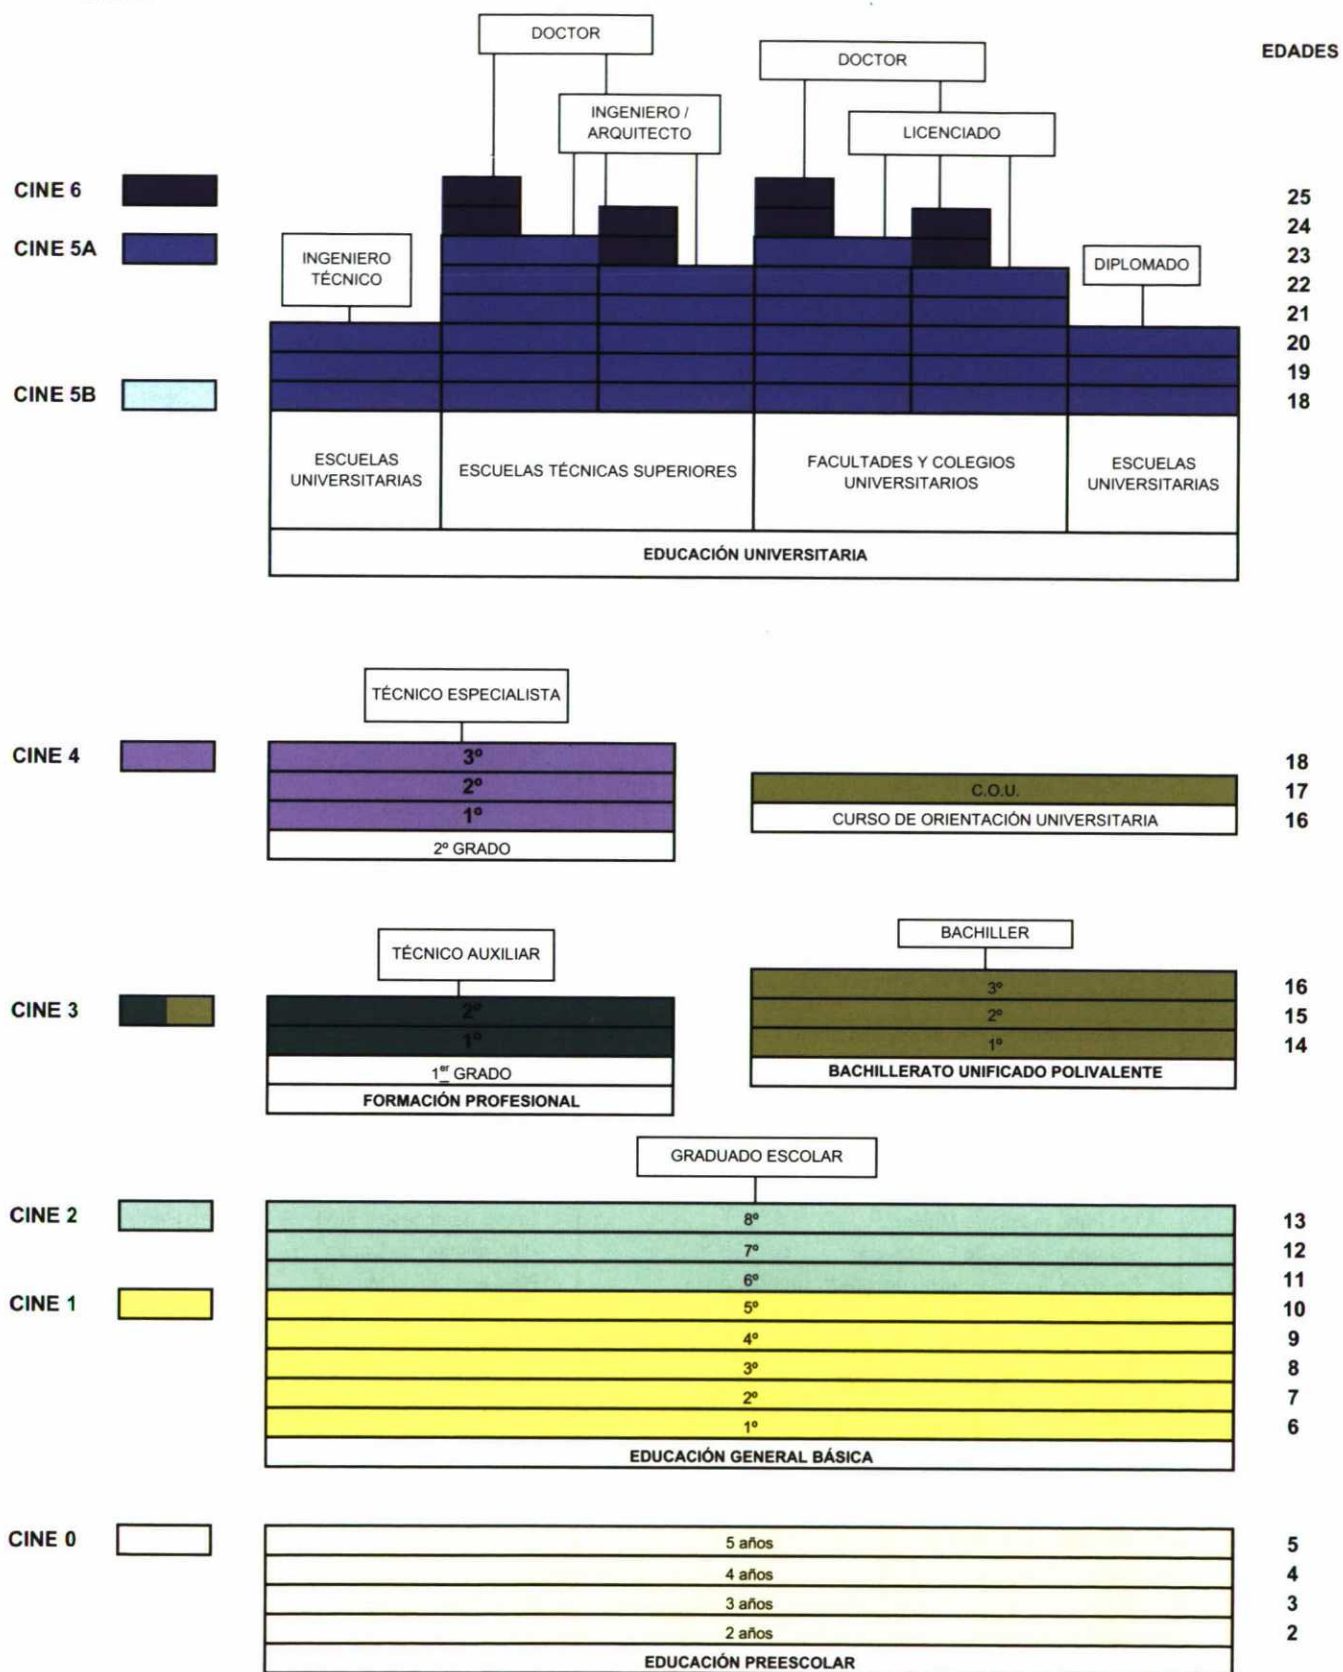 DOCTOR
EDADES
DOCTOR
INGENIERO /
ARQUITECTO
LICENCIADO
CINE 6
25
24
CINE 5A
23
INGENIERO
TÉCNICO
DIPLOMADO
22
21
20
19
CINE 5B
18
ESCUELAS
UNIVERSITARIAS
ESCUELAS TÉCNICAS SUPERIORES
FACULTADES Y COLEGIOS
UNIVERSITARIOS
ESCUELAS
UNIVERSITARIAS
EDUCACIÓN UNIVERSITARIA
TÉCNICO ESPECIALISTA
CINE 4
3º
18
2º
C.O.U.
17
1º
CURSO DE ORIENTACIÓN UNIVERSITARIA
16
2º GRADO
BACHILLER
TÉCNICO AUXILIAR
3º
16
CINE 3
2º
2º
15
1º
1º
14
1er GRADO
BACHILLERATO UNIFICADO POLIVALENTE
FORMACIÓN PROFESIONAL
GRADUADO ESCOLAR
CINE 2
8º
13
7º
12
6º
11
CINE 1
5º
10
4º
9
3º
8
2º
7
1º
6
EDUCACIÓN GENERAL BÁSICA
CINE 0
5 años
5
4 años
4
3 años
3
2 años
2
EDUCACIÓN PREESCOLAR